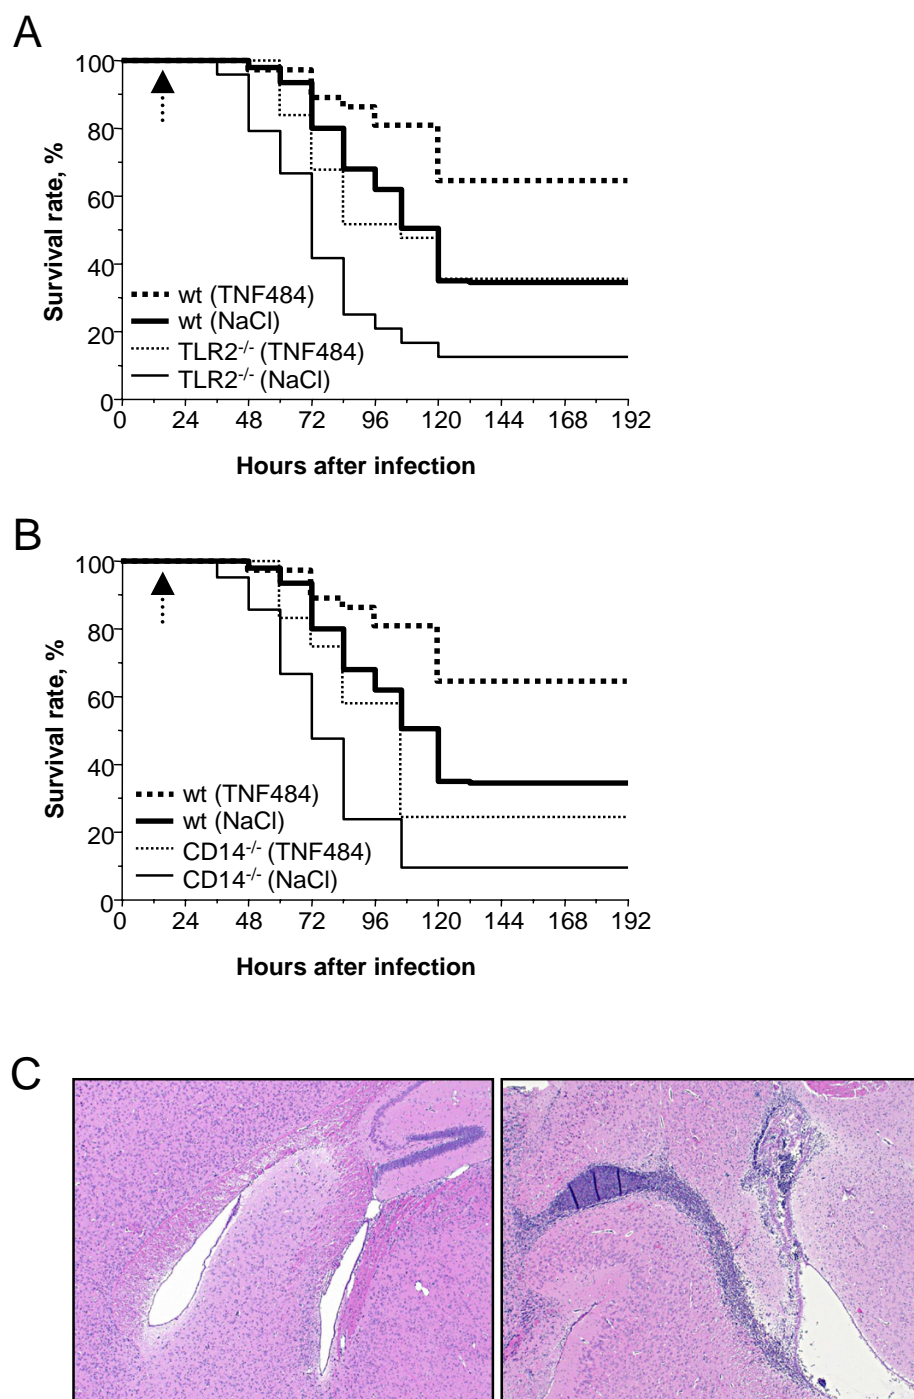 A
100
80
60
40
20
0
Survival rate, %
wt (TNF484)
wt (NaCl)
TLR2-/- (TNF484)
TLR2-/- (NaCl)
0 24 48 72 96 120 144 168 192
Hours after infection
B
100
80
60
40
20
0
Survival rate, %
wt (TNF484)
wt (NaCl)
CD14-/- (TNF484)
CD14-/- (NaCl)
0 24 48 72 96 120 144 168 192
Hours after infection
C